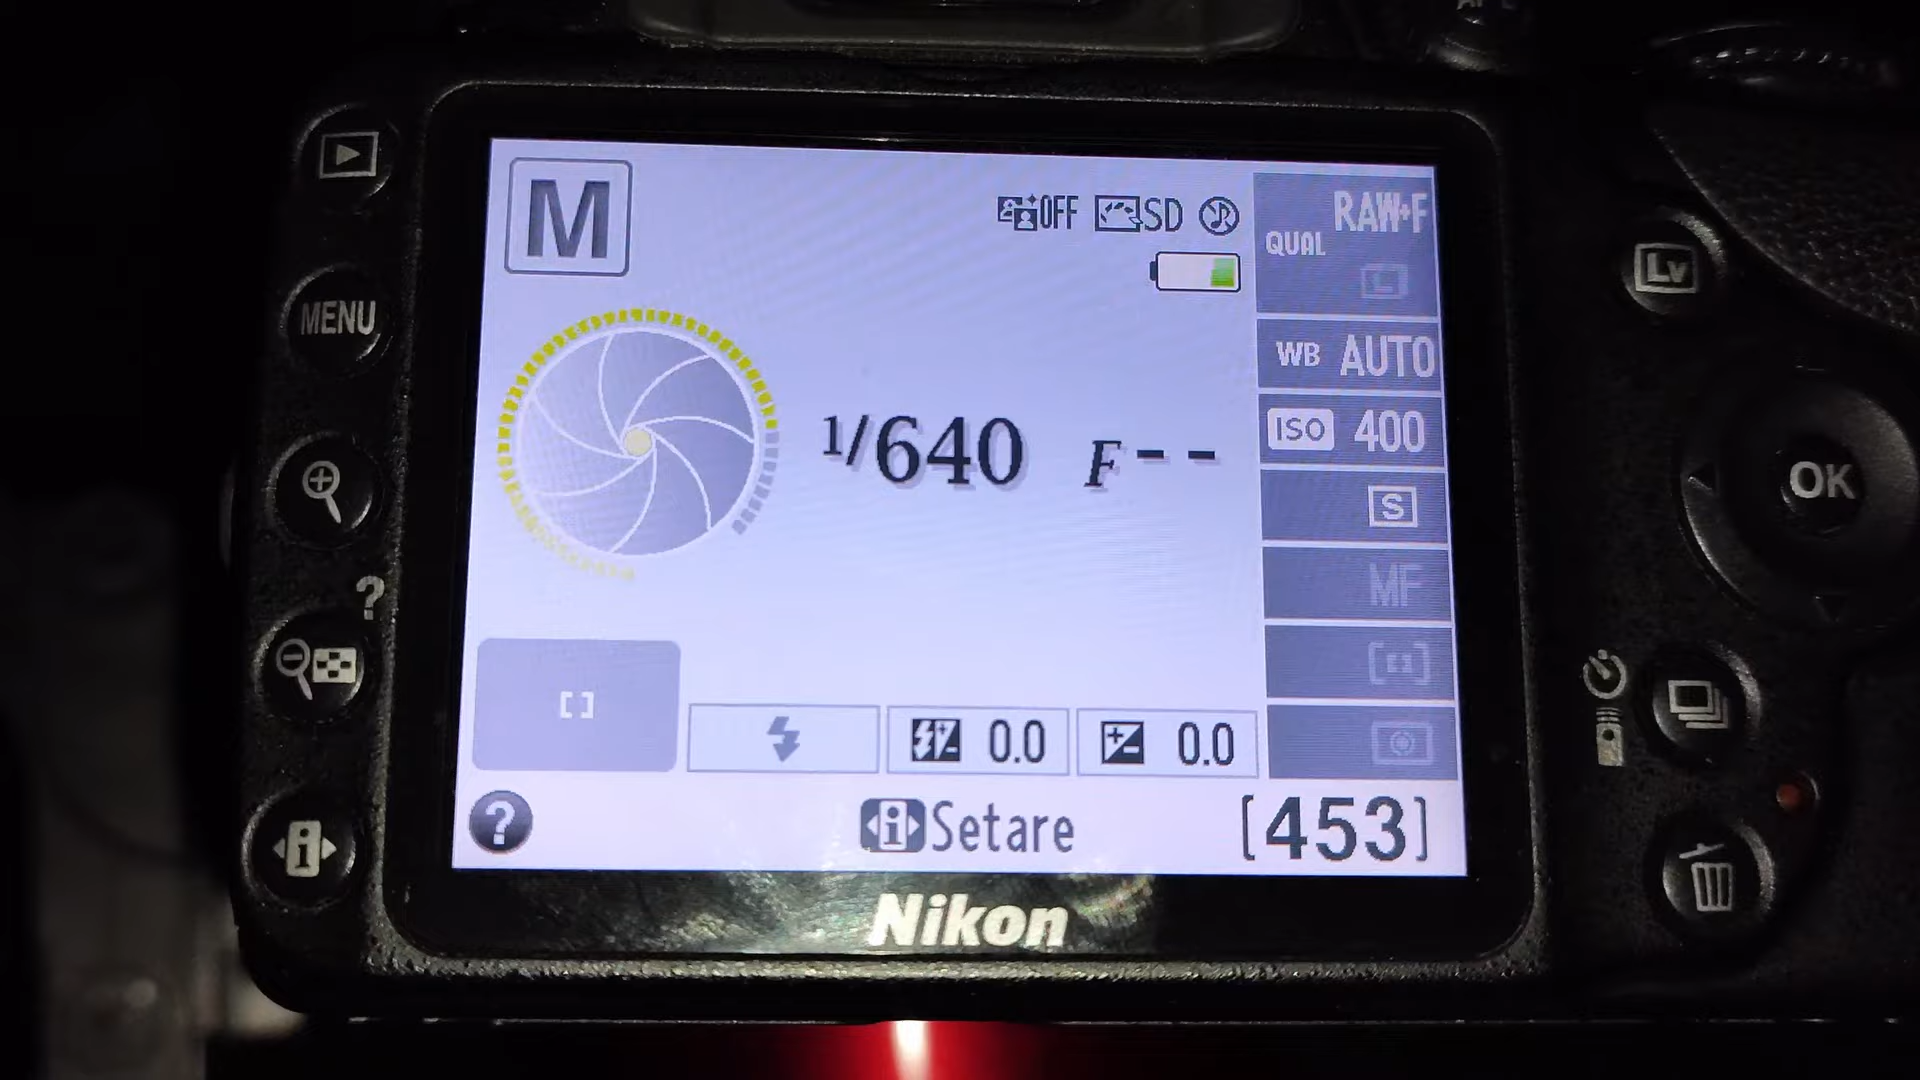 M
OFF SD
RAW+F
QUAL
L
MENU
Lv
WB AUTO
ISO 400
1/640 F--
OK
S
MF
?
0.0 0.0
? i Setare [453]
i
Nikon